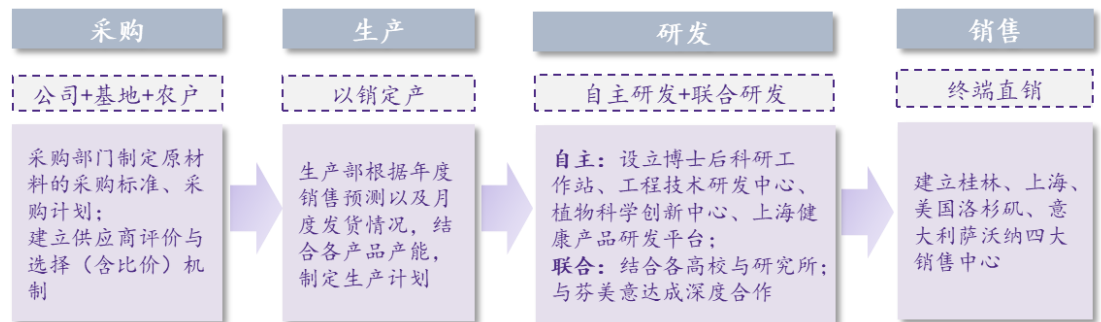 采购
公司+基地+农户
采购部门制定原材
料的采购标准、采
购计划；
建立供应商评价与
选择（含比价）机
制
生产
以销定产
生产部根据年度
销售预测以及月
度发货情况，结
合各产品产能，
制定生产计划
研发
自主研发+联合研发
自主：设立博士后科研工
作站、工程技术研发中心、
植物科学创新中心、上海健
康产品研发平台；
联合：结合各高校与研究所；
与芬美意达成深度合作
销售
终端直销
建立桂林、上海、
美国洛杉矶、意
大利萨沃纳四大
销售中心